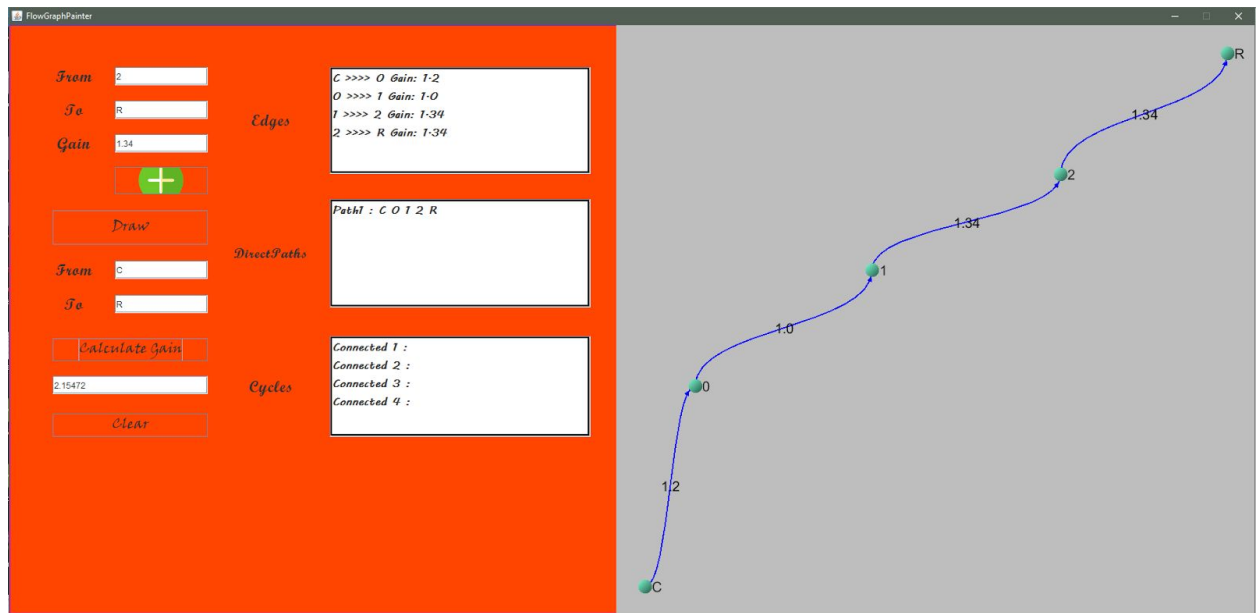 FlowGraphPainter
From 2
To R
Gain 1.34
Draw
From C
To R
Calculate Gain
2.15472
Clear
Edges
C >>>> 0 Gain: 1.2
0 >>>> 1 Gain: 1.0
1 >>>> 2 Gain: 1.34
2 >>>> R Gain: 1.34
DirectPaths
Path1 : C 0 1 2 R
Cycles
Connected 1 :
Connected 2 :
Connected 3 :
Connected 4 :
R
1.34
2
1.34
1
1.0
0
1.2
C